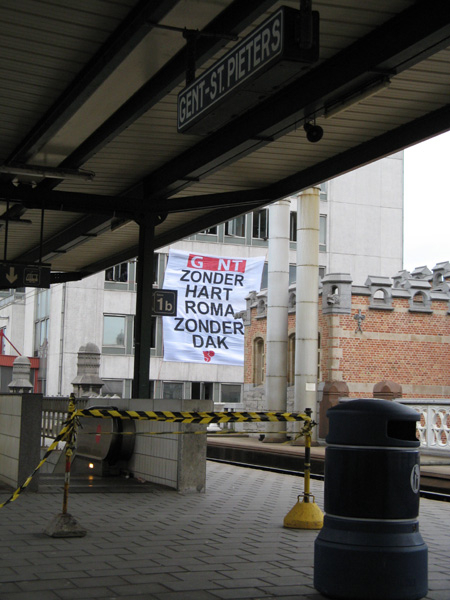 GENT-ST. PIETERS
G NT
ZONDER
HART
ROMA
ZONDER
DAK
1b